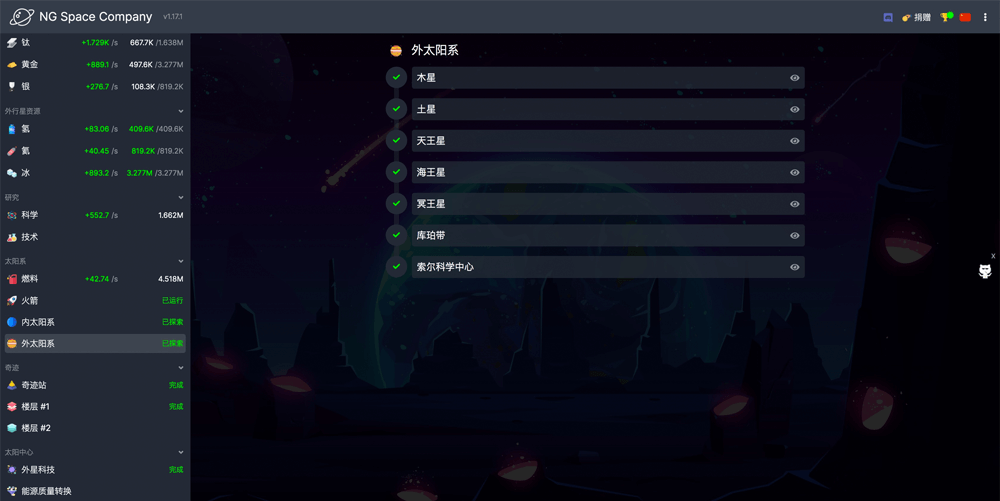 NG Space Company v1.17.1 捐赠
钛 +1.729K /s 667.7K /1.638M
黄金 +889.1 /s 497.6K /3.277M
银 +276.7 /s 108.3K /819.2K
外行星资源
氢 +83.06 /s 409.6K /409.6K
氦 +40.45 /s 819.2K /819.2K
冰 +893.2 /s 3.277M /3.277M
研究
科学 +552.7 /s 1.662M
技术
太阳系
燃料 +42.74 /s 4.518M
火箭 已运行
内太阳系 已探索
外太阳系 已探索
奇迹
奇迹站 完成
楼层 #1 完成
楼层 #2
太阳中心
外星科技 完成
能源质量转换
外太阳系
木星
土星
天王星
海王星
冥王星
库珀带
索尔科学中心
X